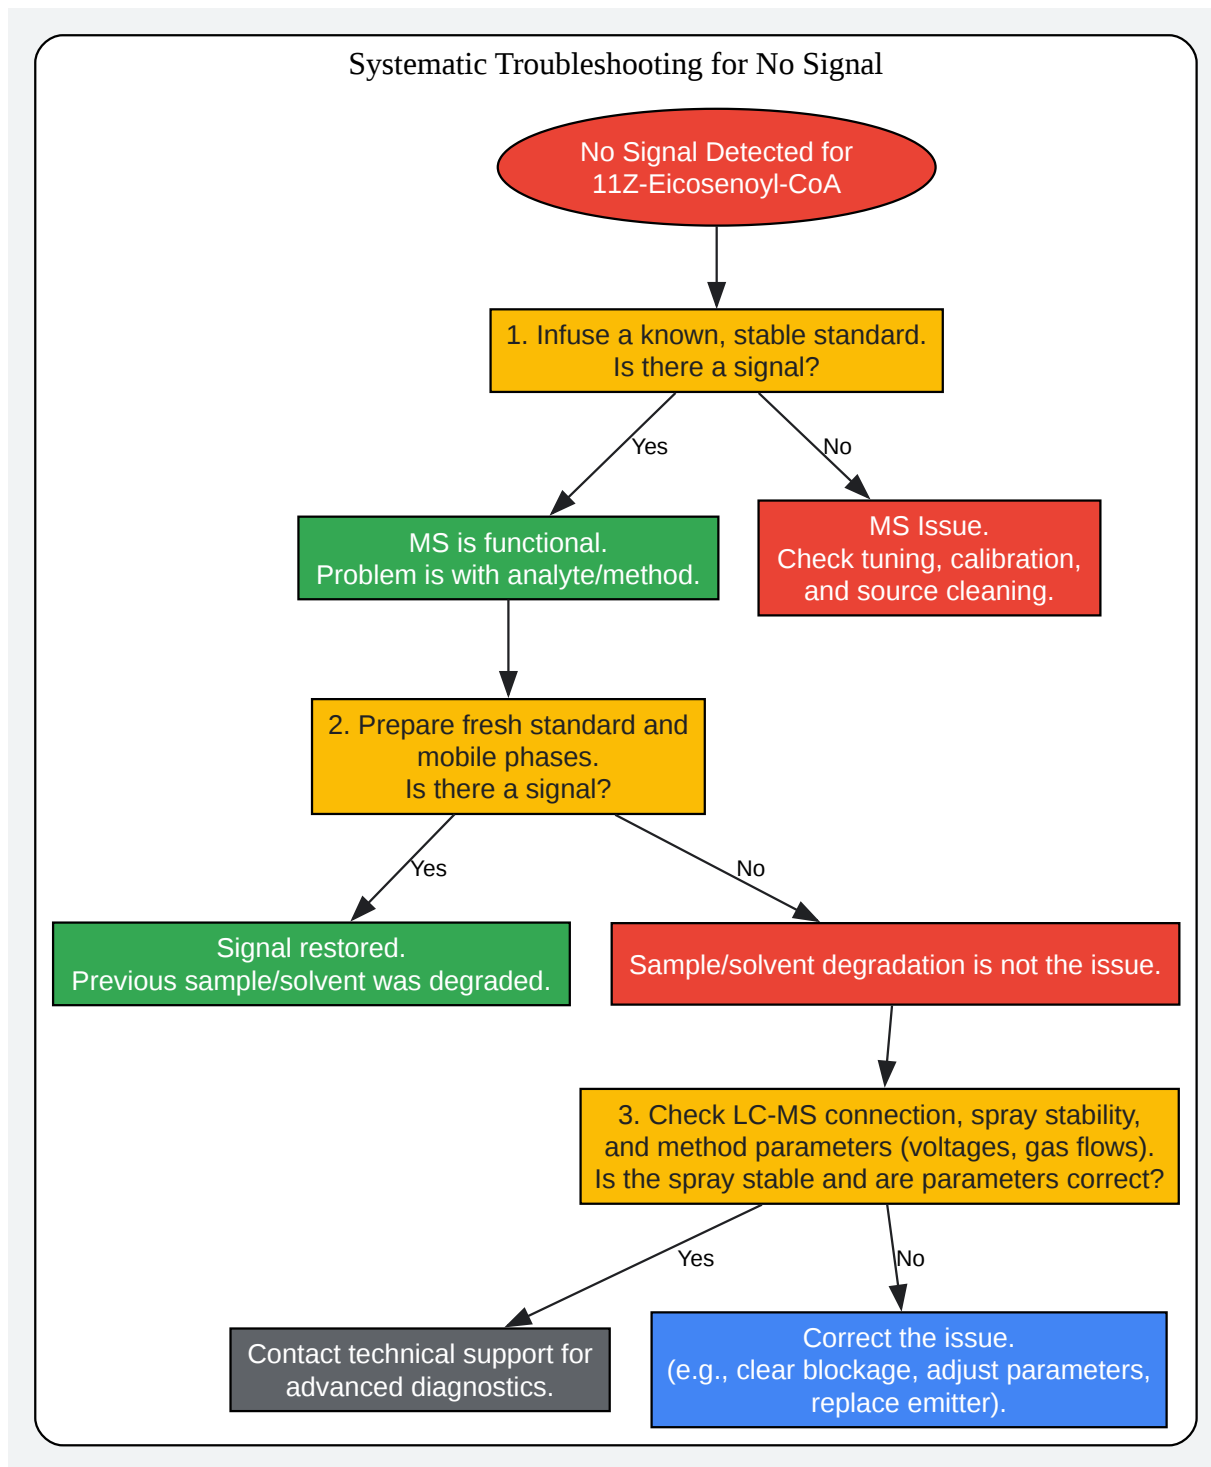 Systematic Troubleshooting for No Signal
No Signal Detected for
11Z-Eicosenoyl-CoA
1. Infuse a known, stable standard.
Is there a signal?
Yes
No
MS is functional.
Problem is with analyte/method.
MS Issue.
Check tuning, calibration,
and source cleaning.
2. Prepare fresh standard and
mobile phases.
Is there a signal?
Yes
No
Signal restored.
Previous sample/solvent was degraded.
Sample/solvent degradation is not the issue.
3. Check LC-MS connection, spray stability,
and method parameters (voltages, gas flows).
Is the spray stable and are parameters correct?
Yes
No
Contact technical support for
advanced diagnostics.
Correct the issue.
(e.g., clear blockage, adjust parameters,
replace emitter).